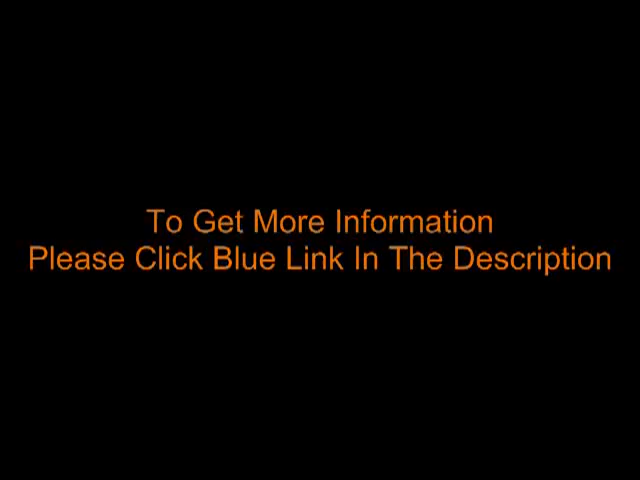 To Get More Information
Please Click Blue Link In The Description